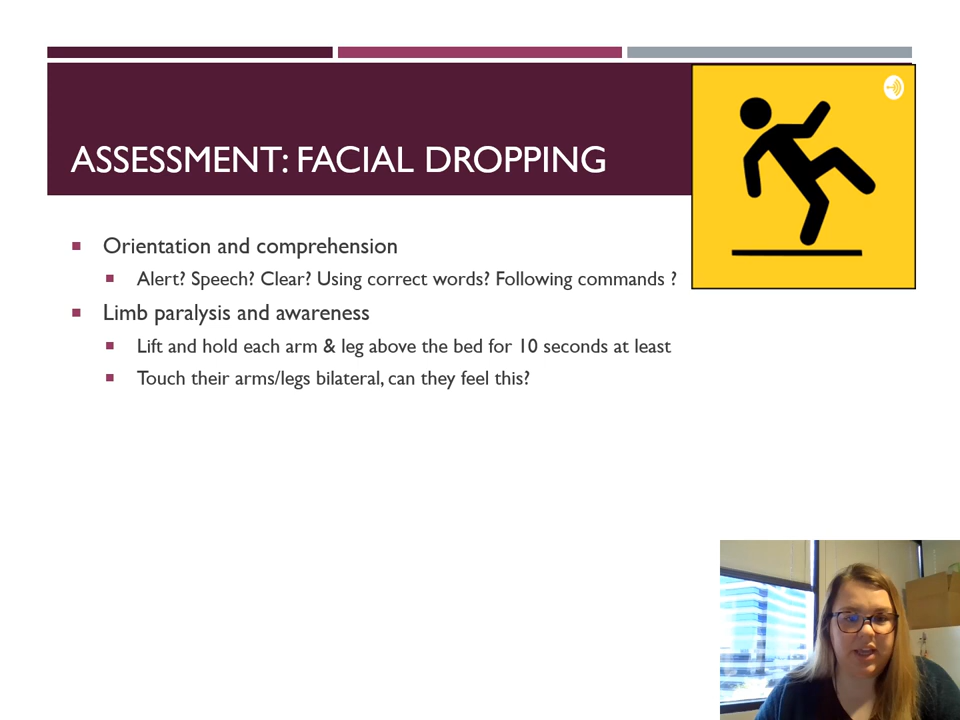 ASSESSMENT: FACIAL DROPPING
Orientation and comprehension
Alert? Speech? Clear? Using correct words? Following commands ?
Limb paralysis and awareness
Lift and hold each arm & leg above the bed for 10 seconds at least
Touch their arms/legs bilateral, can they feel this?